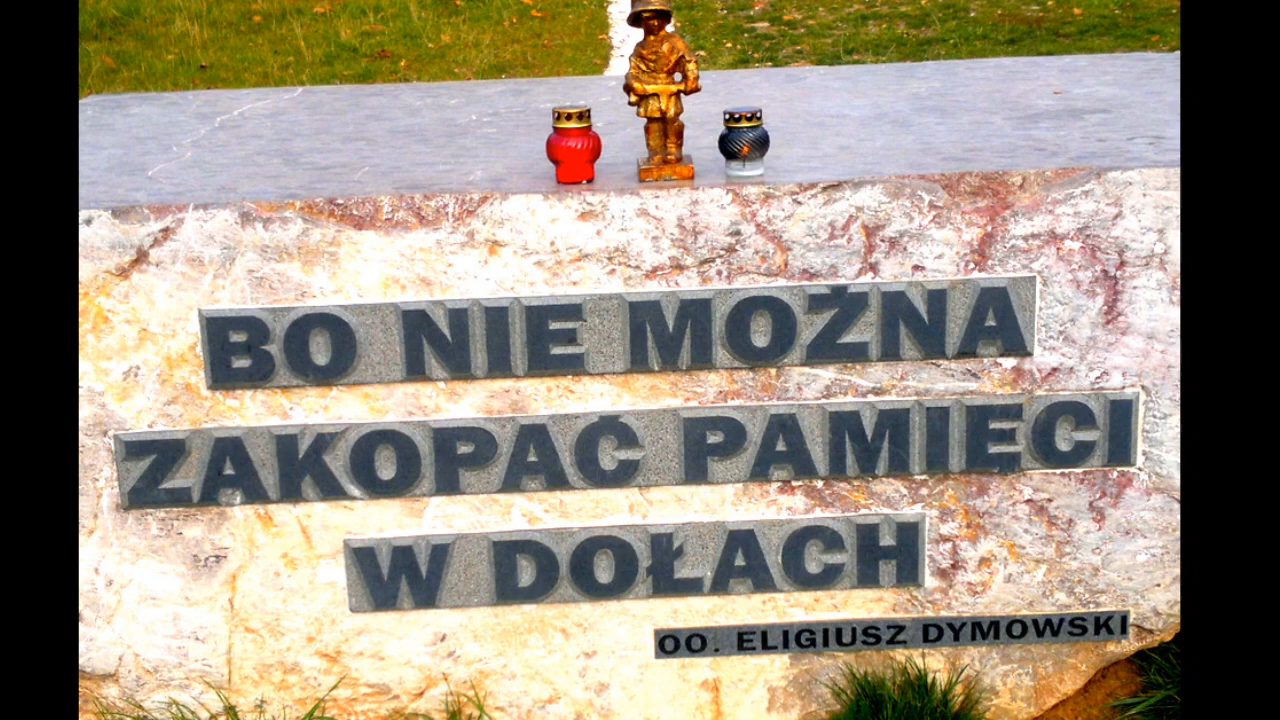 BO NIE MOŻNA
ZAKOPAĆ PAMIĘCI
W DOŁACH
OO. ELIGIUSZ DYMOWSKI